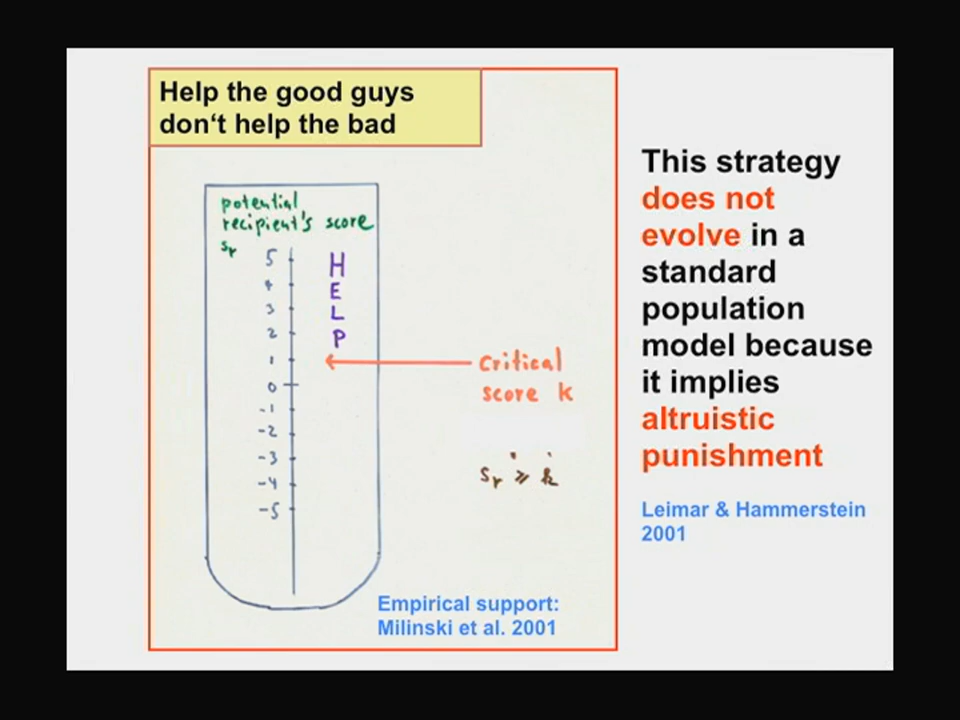 Help the good guys
don‘t help the bad
potential
recipient's score
sr
5
4
3
2
1
0
-1
-2
-3
-4
-5
H
E
L
P
critical
score k
sr ≥ k
Empirical support:
Milinski et al. 2001
This strategy
does not
evolve in a
standard
population
model because
it implies
altruistic
punishment
Leimar & Hammerstein
2001